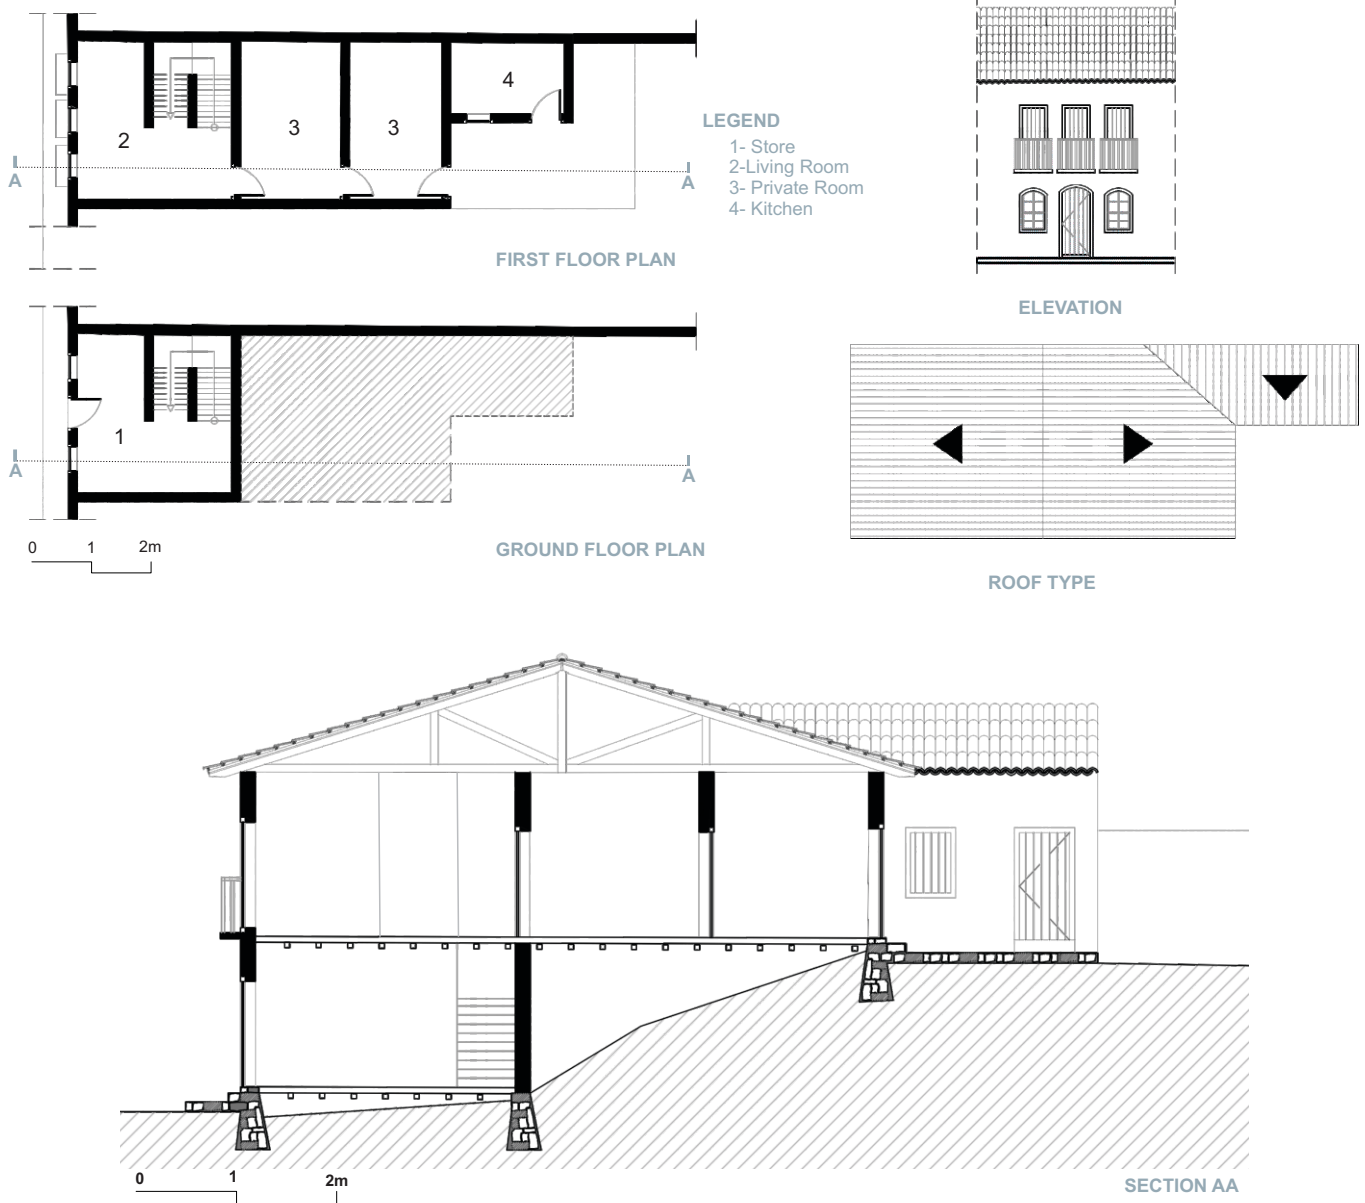 4
2
3
3
A
A
LEGEND
1- Store
2-Living Room
3- Private Room
4- Kitchen
FIRST FLOOR PLAN
ELEVATION
1
A
A
0 1 2m
GROUND FLOOR PLAN
ROOF TYPE
0 1 2m
SECTION AA